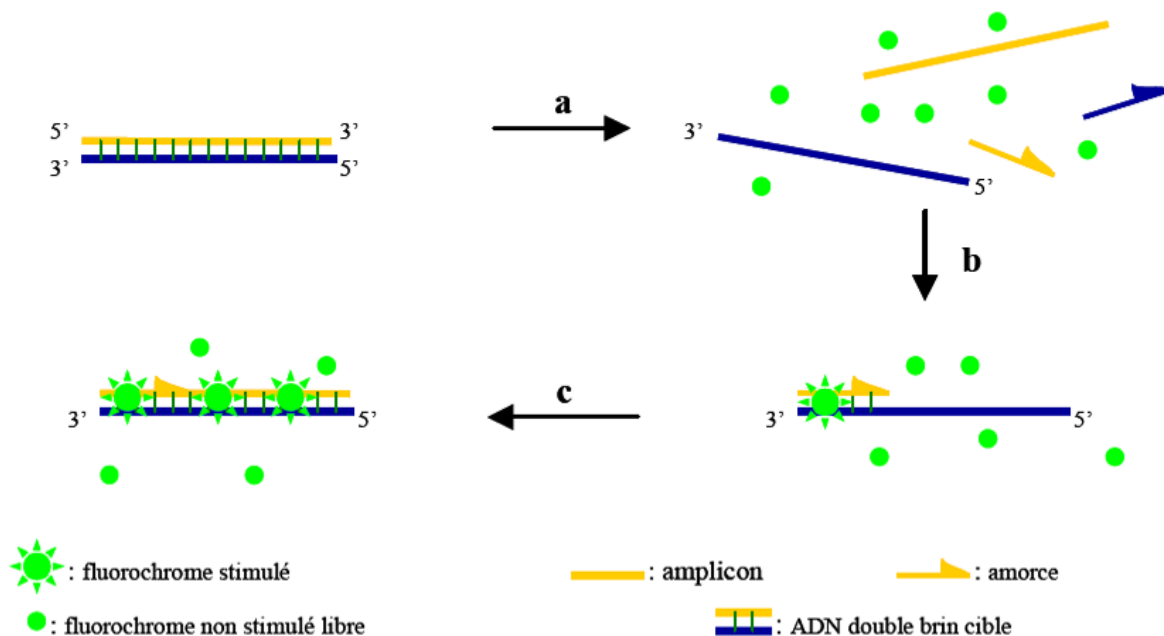 a
5’ 3’
3’ 5’
3’
5’
b
c
3’ 5’
3’ 5’
: fluorochrome stimulé
: amplicon
: amorce
: fluorochrome non stimulé libre
: ADN double brin cible